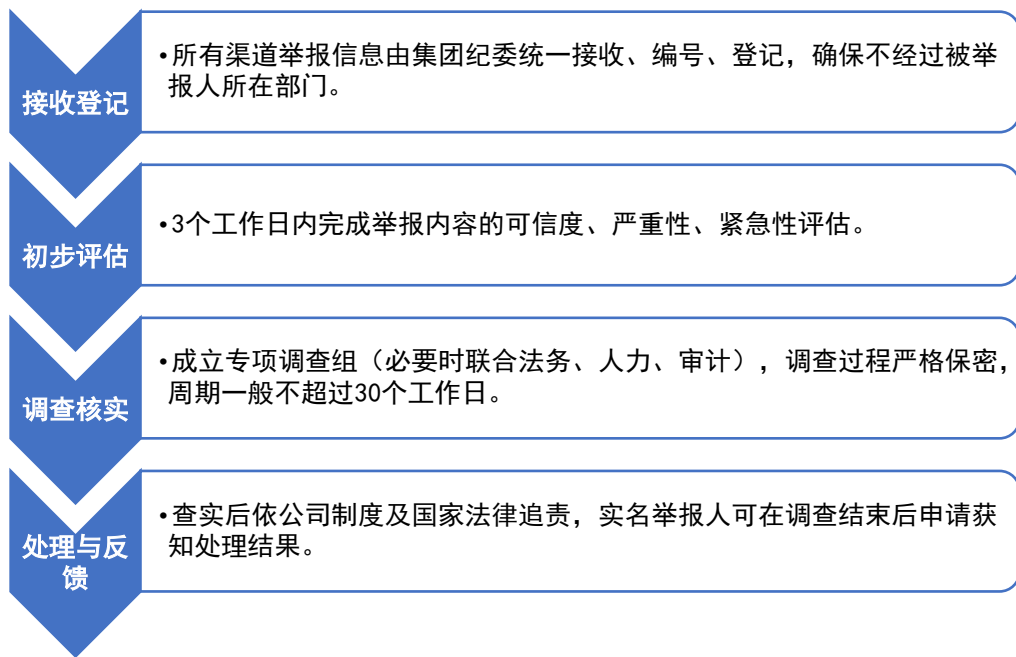 接收登记
•所有渠道举报信息由集团纪委统一接收、编号、登记，确保不经过被举
报人所在部门。
初步评估
•3个工作日内完成举报内容的可信度、严重性、紧急性评估。
调查核实
•成立专项调查组（必要时联合法务、人力、审计），调查过程严格保密，
周期一般不超过30个工作日。
处理与反
馈
•查实后依公司制度及国家法律追责，实名举报人可在调查结束后申请获
知处理结果。